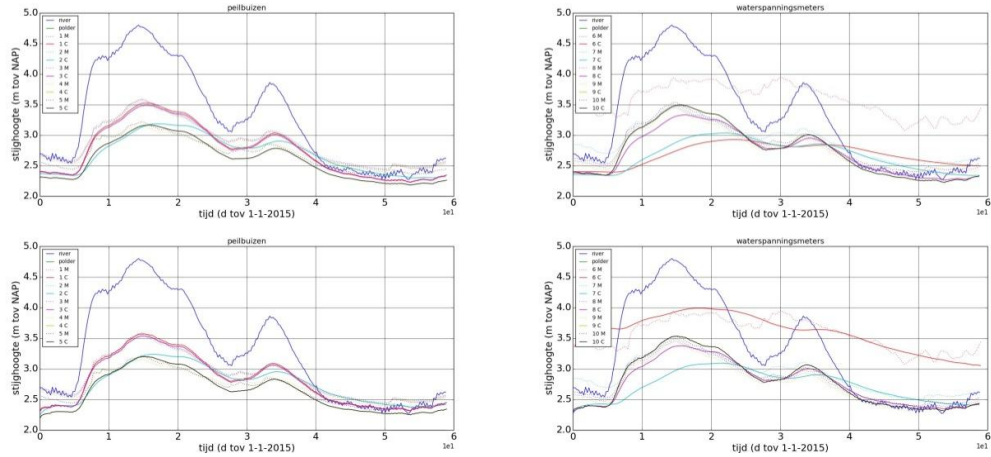 peilbuizen
stijghoogte (m tov NAP)
5.0
4.5
4.0
3.5
3.0
2.5
2.0
river
polder
1 M
1 C
2 M
2 C
3 M
3 C
4 M
4 C
5 M
5 C
0 1 2 3 4 5 6
1e1
tijd (d tov 1-1-2015)
waterspanningsmeters
stijghoogte (m tov NAP)
5.0
4.5
4.0
3.5
3.0
2.5
2.0
river
polder
6 M
6 C
7 M
7 C
8 M
8 C
9 M
9 C
10 M
10 C
0 1 2 3 4 5 6
1e1
tijd (d tov 1-1-2015)
peilbuizen
stijghoogte (m tov NAP)
5.0
4.5
4.0
3.5
3.0
2.5
2.0
river
polder
1 M
1 C
2 M
2 C
3 M
3 C
4 M
4 C
5 M
5 C
0 1 2 3 4 5 6
1e1
tijd (d tov 1-1-2015)
waterspanningsmeters
stijghoogte (m tov NAP)
5.0
4.5
4.0
3.5
3.0
2.5
2.0
river
polder
6 M
6 C
7 M
7 C
8 M
8 C
9 M
9 C
10 M
10 C
0 1 2 3 4 5 6
1e1
tijd (d tov 1-1-2015)